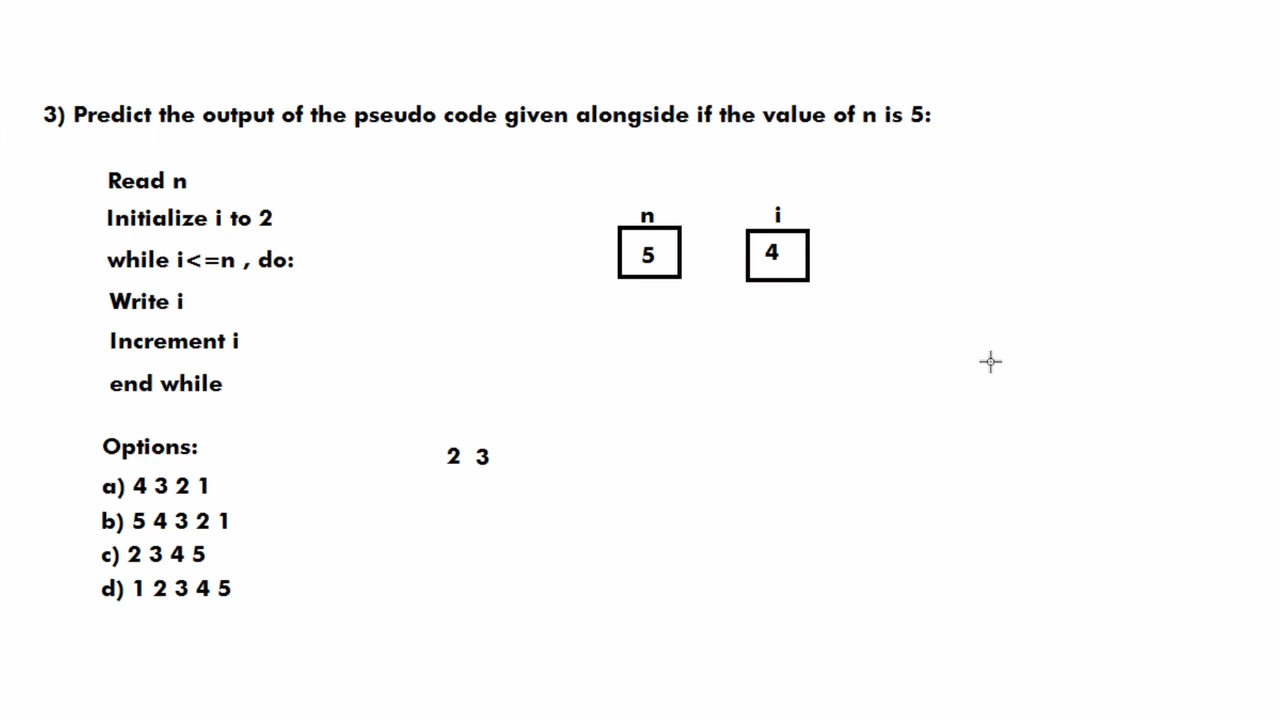 3) Predict the output of the pseudo code given alongside if the value of n is 5:
Read n
Initialize i to 2
while i<=n , do:
Write i
Increment i
end while
n i
5 4
Options:
2 3
a) 4 3 2 1
b) 5 4 3 2 1
c) 2 3 4 5
d) 1 2 3 4 5